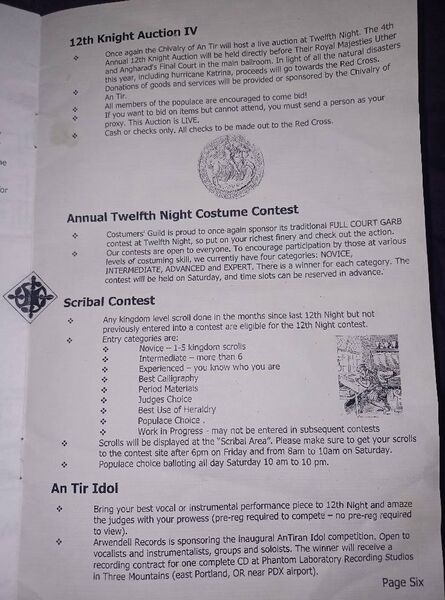 12th Knight Auction IV
❖ Once again the Chivalry of An Tir will host a live auction at Twelfth Night. The 4th
Annual 12th Knight Auction will be held directly before Their Royal Majesties Uther
and Angharad's Final Court in the main ballroom. In light of all the natural disasters
this year, including hurricane Katrina, proceeds will go towards the Red Cross.
❖ Donations of goods and services will be provided or sponsored by the Chivalry of
An Tir.
❖ All members of the populace are encouraged to come!
❖ If you want to bid on items but cannot attend, you must send a person as your
proxy. This Auction is LIVE.
❖ Cash or checks only. All checks to be made out to the Red Cross.
Annual Twelfth Night Costume Contest
❖ Costumers' Guild is proud to once again sponsor its traditional FULL COURT GARB
contest at Twelfth Night, so put on your richest finery and check out the action.
❖ Our contests are open to everyone. To encourage participation by those at various
levels of costuming skill, we currently have four categories: NOVICE,
INTERMEDIATE, ADVANCED and EXPERT. There is a winner for each category. The
contest will be held on Saturday, and time slots can be reserved in advance.
Scribal Contest
❖ Any kingdom level scroll done in the months since last 12th Night but not
previously entered into a contest are eligible for the 12th Night contest.
❖ Entry categories are:
❖ Novice – 1-5 kingdom scrolls
❖ Intermediate – more than 6
❖ Experienced – you know who you are
❖ Best Calligraphy
❖ Period Materials
❖ Judges Choice
❖ Best Use of Heraldry
❖ Populace Choice .
❖ Work in Progress - may not be entered in subsequent contests
❖ Scrolls will be displayed at the "Scribal Area". Please make sure to get your scrolls
to the contest site after 6pm on Friday and from 8am to 10am on Saturday.
❖ Populace choice balloting all day Saturday 10 am to 10 pm.
An Tir Idol
❖ Bring your best vocal or instrumental performance piece to 12th Night and amaze
the judges with your prowess (pre-reg required to compete – no pre-reg required
to view).
❖ Arwendell Records is sponsoring the inaugural AnTiran Idol competition. Open to
vocalists and instrumentalists, groups and soloists. The winner will receive a
recording contract for one complete CD at Phantom Laboratory Recording Studios
in Three Mountains (east Portland, OR near PDX airport).
Page Six